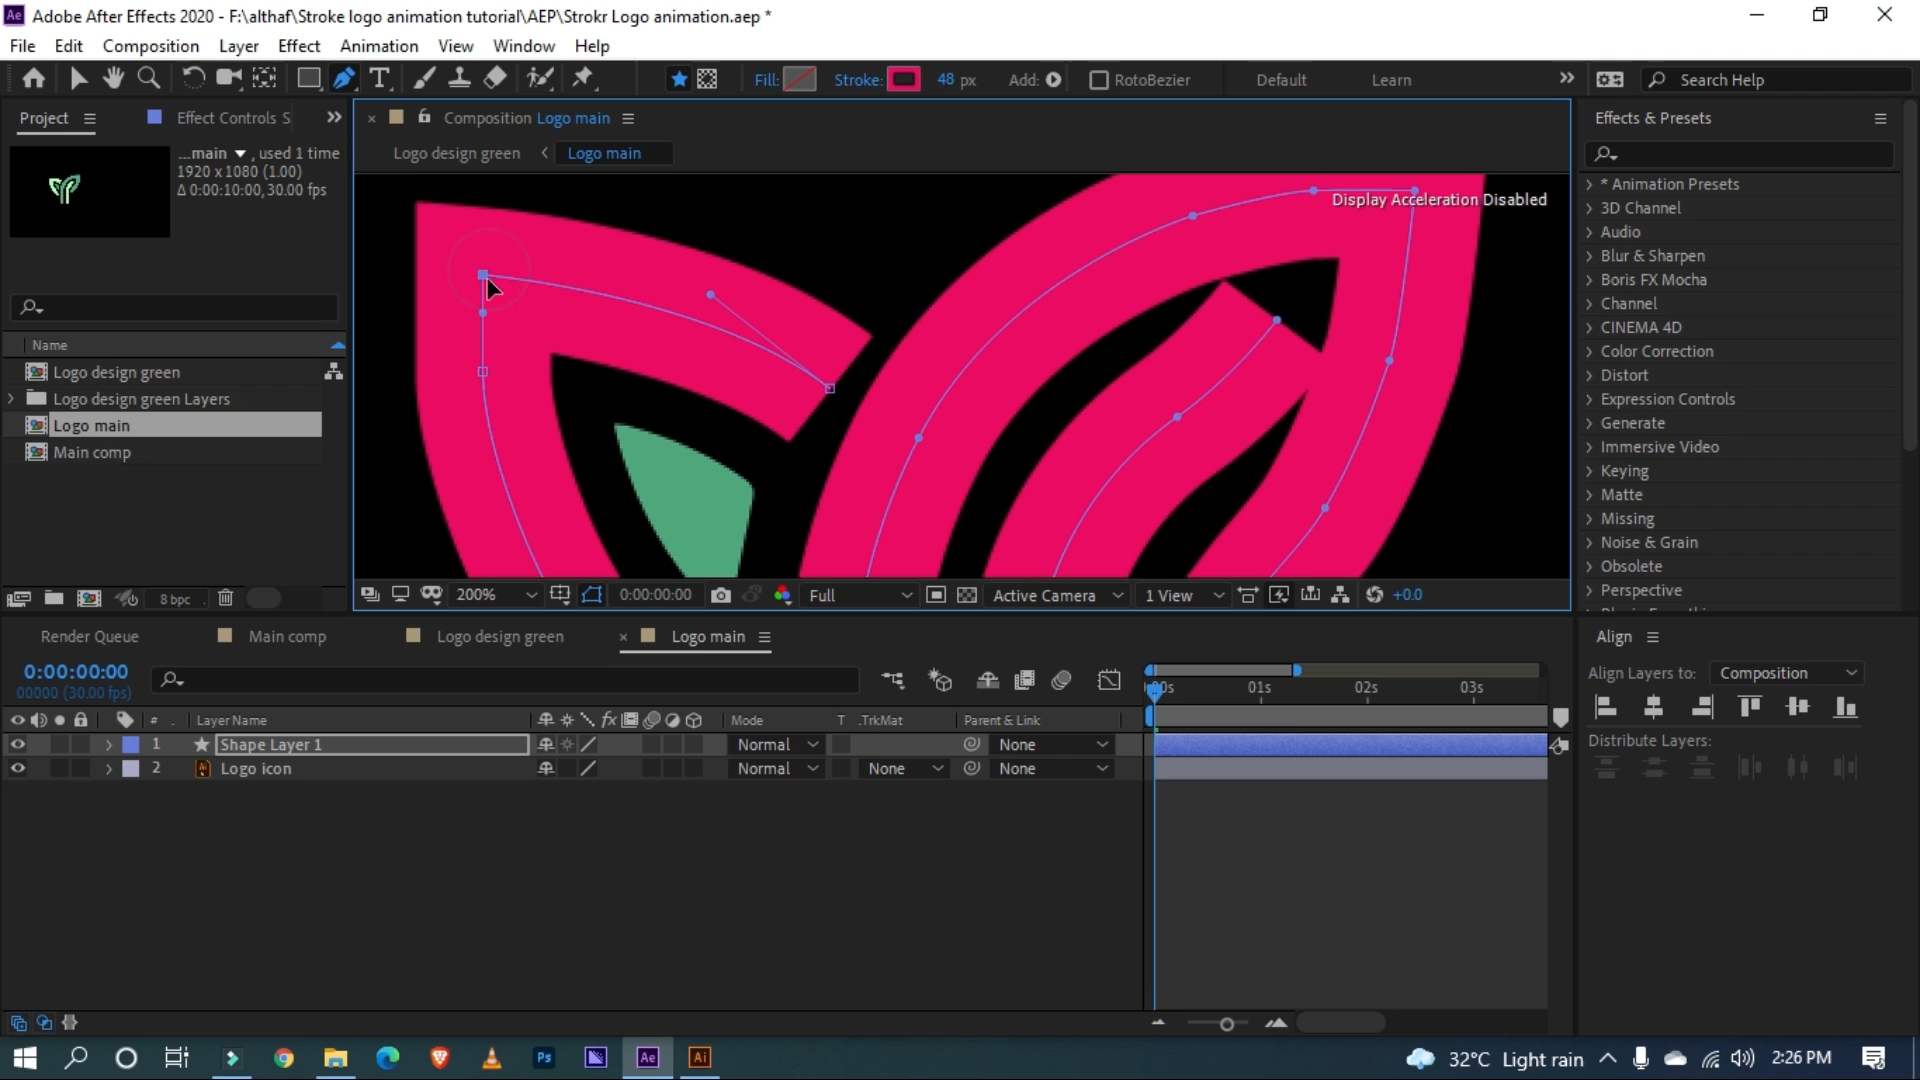 Adobe After Effects 2020 - F:\althaf\Stroke logo animation tutorial\AEP\Strokr Logo animation.aep *
File Edit Composition Layer Effect Animation View Window Help
Fill: Stroke: 48 px Add: RotoBezier Default Learn Search Help
Project Effect Controls S
Composition Logo main
Effects & Presets
...main , used 1 time
1920 x 1080 (1.00)
Δ 0:00:10:00, 30.00 fps
Logo design green Logo main
Display Acceleration Disabled
* Animation Presets
3D Channel
Audio
Blur & Sharpen
Boris FX Mocha
Channel
CINEMA 4D
Color Correction
Distort
Expression Controls
Generate
Immersive Video
Keying
Matte
Missing
Noise & Grain
Obsolete
Perspective
Name
Logo design green
Logo design green Layers
Logo main
Main comp
8 bpc
200% 0:00:00:00 Full Active Camera 1 View +0.0
Render Queue Main comp Logo design green Logo main
Align
0:00:00:00
00000 (30.00 fps)
00s 01s 02s 03s
Align Layers to: Composition
# . Layer Name fx Mode T .TrkMat Parent & Link
1 Shape Layer 1 Normal None
2 Logo icon Normal None None
Distribute Layers:
Ps Ae Ai
32°C Light rain 2:26 PM